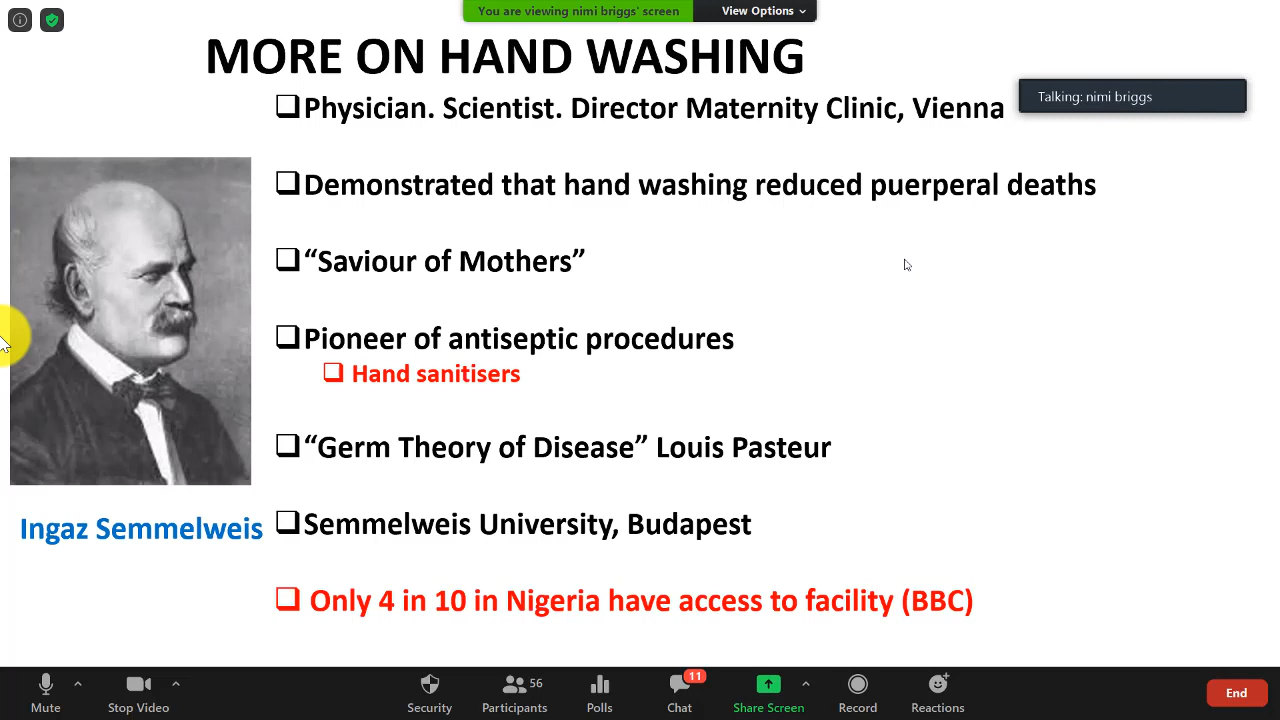 You are viewing nimi briggs' screen
View Options
MORE ON HAND WASHING
Talking: nimi briggs
Physician. Scientist. Director Maternity Clinic, Vienna
Demonstrated that hand washing reduced puerperal deaths
“Saviour of Mothers”
Pioneer of antiseptic procedures
Hand sanitisers
“Germ Theory of Disease” Louis Pasteur
Ingaz Semmelweis
Semmelweis University, Budapest
Only 4 in 10 in Nigeria have access to facility (BBC)
Mute
Stop Video
Security
56
Participants
Polls
11
Chat
Share Screen
Record
Reactions
End